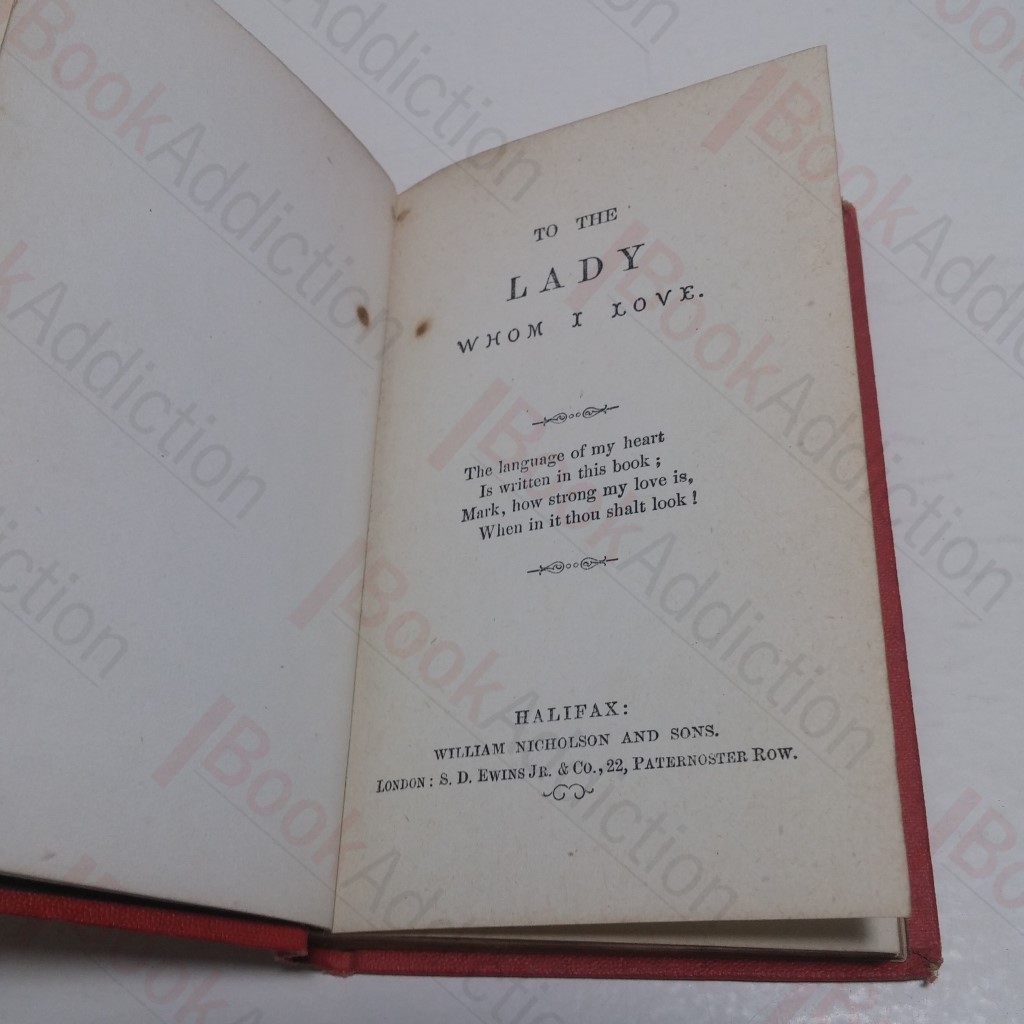 TO THE
LADY
WHOM I LOVE.
The language of my heart
Is written in this book;
Mark, how strong my love is,
When in it thou shalt look!
HALIFAX:
WILLIAM NICHOLSON AND SONS.
LONDON: S. D. EWINS JR. & CO., 22, PATERNOSTER ROW.
BookAddiction